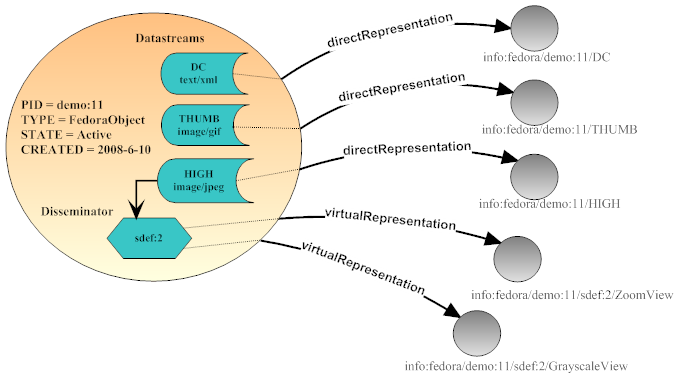 Datastreams
DC
text/xml
THUMB
image/gif
HIGH
image/jpeg
PID = demo:11
TYPE = FedoraObject
STATE = Active
CREATED = 2008-6-10
Disseminator
sdef:2
directRepresentation
info:fedora/demo:11/DC
directRepresentation
info:fedora/demo:11/THUMB
directRepresentation
info:fedora/demo:11/HIGH
virtualRepresentation
info:fedora/demo:11/sdef:2/ZoomView
virtualRepresentation
info:fedora/demo:11/sdef:2/GrayscaleView